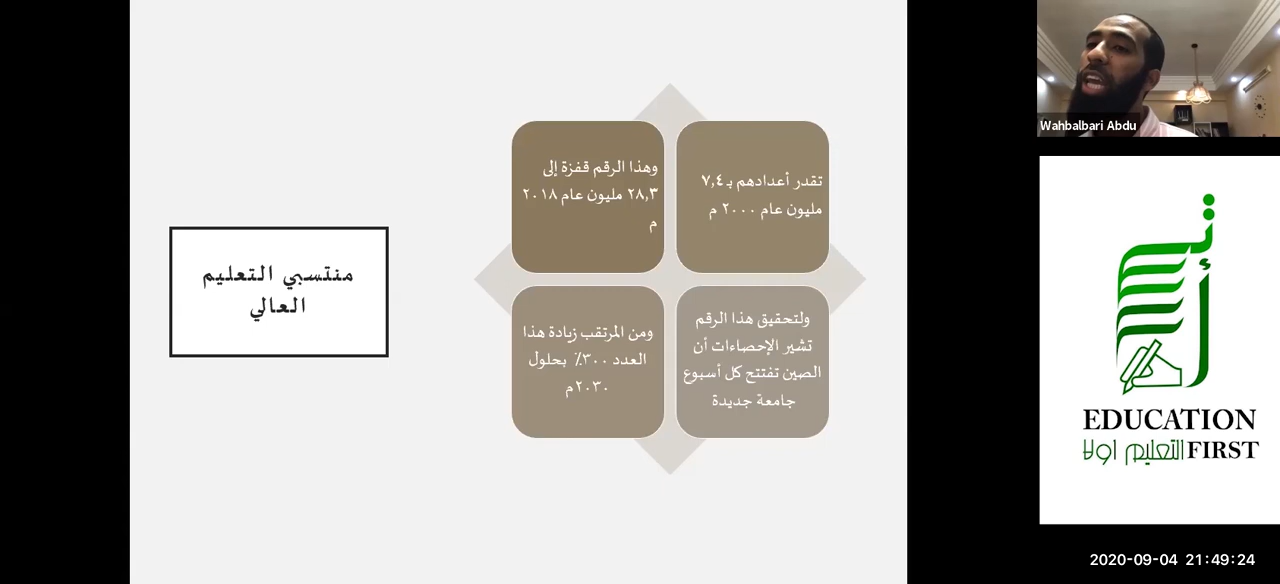 منتسبي التعليم
العالي
تقدر أعدادهم بـ ٧,٤
مليون عام ٢٠٠٠ م
وهذا الرقم قفزة إلى
٢٨,٣ مليون عام ٢٠١٨
م
ولتحقيق هذا الرقم
تشير الإحصاءات أن
الصين تفتتح كل أسبوع
جامعة جديدة
ومن المرتقب زيادة هذا
العدد ٣٠٠٪ بحلول
٢٠٣٠م
Wahbalbari Abdu
EDUCATION
التعليم اولا FIRST
2020-09-04 21:49:24